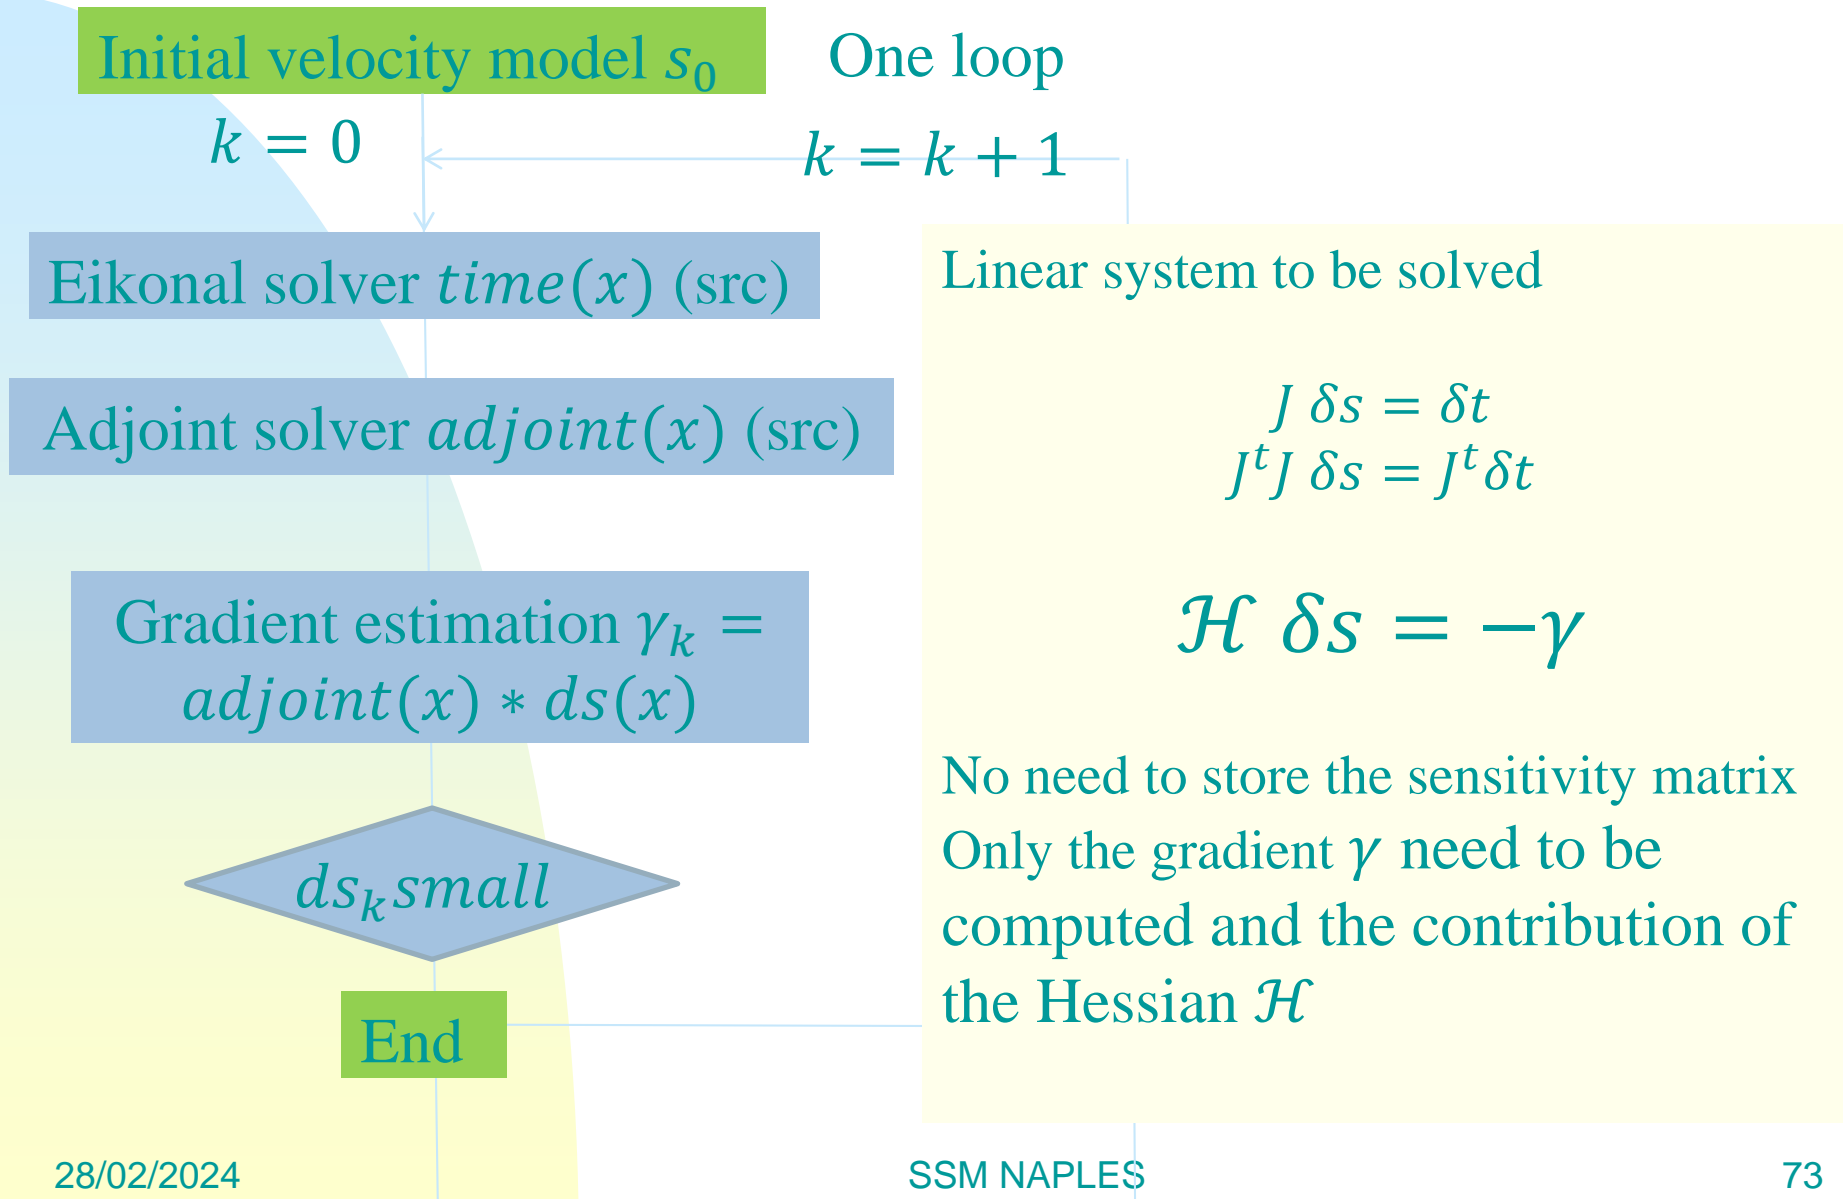 Initial velocity model s₀
One loop
k = 0
k = k + 1
Eikonal solver time(x) (src)
Adjoint solver adjoint(x) (src)
Gradient estimation γₖ =
adjoint(x) ∗ ds(x)
dsₖsmall
End
Linear system to be solved
J δs = δt
JᵗJ δs = Jᵗδt
ℋ δs = −γ
No need to store the sensitivity matrix
Only the gradient γ need to be
computed and the contribution of
the Hessian ℋ
28/02/2024
SSM NAPLES
73